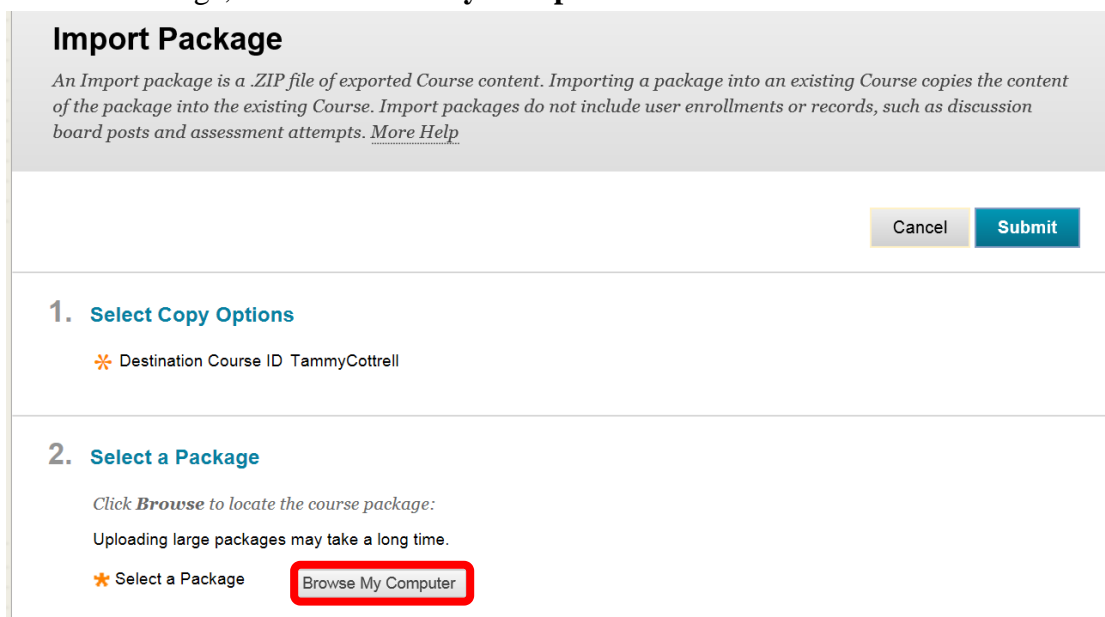 Import Package
An Import package is a .ZIP file of exported Course content. Importing a package into an existing Course copies the content
of the package into the existing Course. Import packages do not include user enrollments or records, such as discussion
board posts and assessment attempts. More Help
Cancel Submit
1. Select Copy Options
* Destination Course ID TammyCottrell
2. Select a Package
Click Browse to locate the course package:
Uploading large packages may take a long time.
* Select a Package Browse My Computer